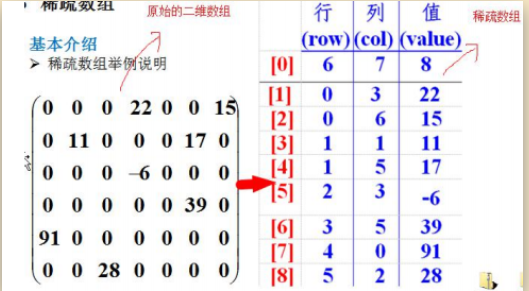 稀疏数组
原始的二维数组
基本介绍
➢ 稀疏数组举例说明
0 0 0 22 0 0 15
0 11 0 0 0 17 0
0 0 0 –6 0 0 0
0 0 0 0 0 39 0
91 0 0 0 0 0 0
0 0 28 0 0 0 0
行 列 值
(row) (col) (value)
稀疏数组
[0] 6 7 8
[1] 0 3 22
[2] 0 6 15
[3] 1 1 11
[4] 1 5 17
[5] 2 3 -6
[6] 3 5 39
[7] 4 0 91
[8] 5 2 28